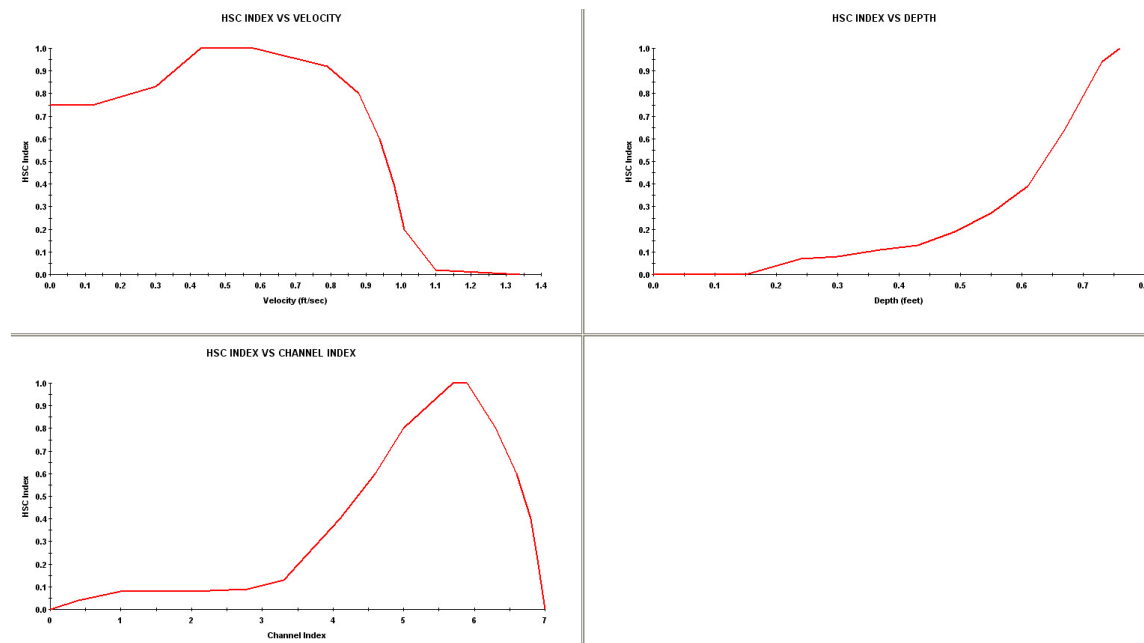 HSC INDEX VS VELOCITY
1.0
0.9
0.8
0.7
0.6
0.5
0.4
0.3
0.2
0.1
0.0
HSC Index
0.0 0.1 0.2 0.3 0.4 0.5 0.6 0.7 0.8 0.9 1.0 1.1 1.2 1.3 1.4
Velocity (ft/sec)
HSC INDEX VS DEPTH
1.0
0.9
0.8
0.7
0.6
0.5
0.4
0.3
0.2
0.1
0.0
HSC Index
0.0 0.1 0.2 0.3 0.4 0.5 0.6 0.7
Depth (feet)
HSC INDEX VS CHANNEL INDEX
1.0
0.9
0.8
0.7
0.6
0.5
0.4
0.3
0.2
0.1
0.0
HSC Index
0 1 2 3 4 5 6 7
Channel Index